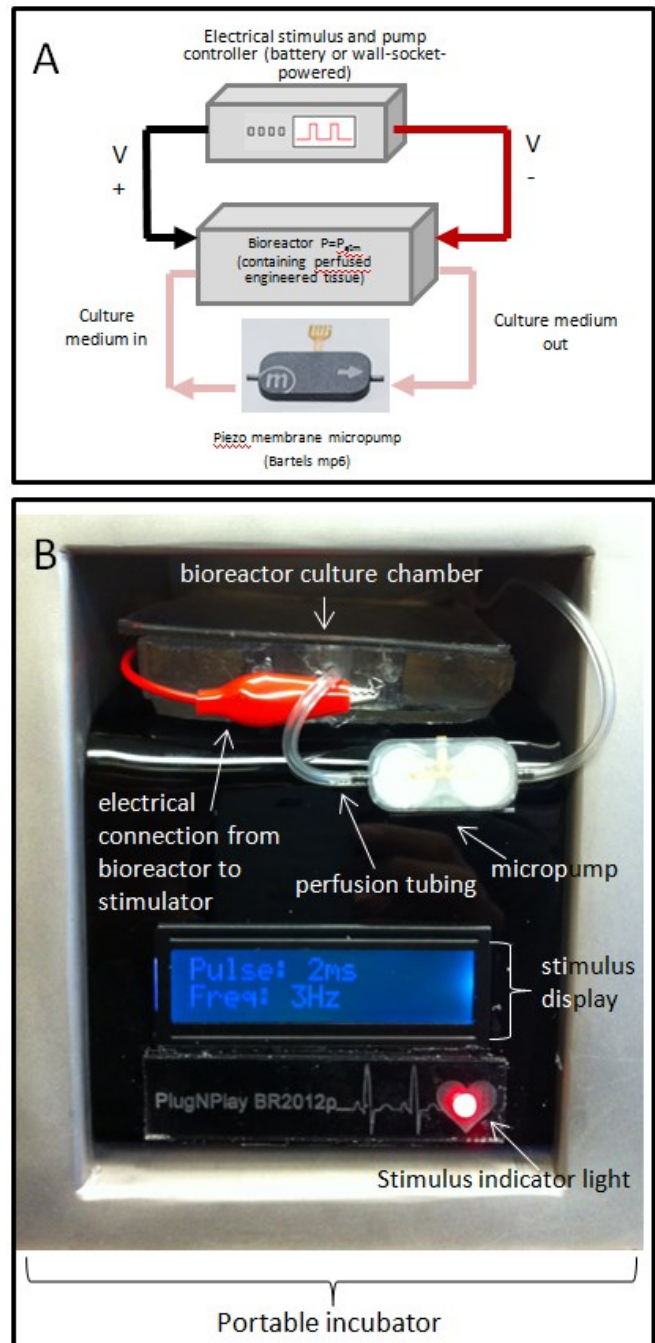 A
Electrical stimulus and pump
controller (battery or wall-socket-
powered)
V
+
V
-
Bioreactor P=Patm
(containing perfused
engineered tissue)
Culture
medium in
Culture medium
out
m
Piezo membrane micropump
(Bartels mp6)
B
bioreactor culture chamber
electrical
connection from
bioreactor to
stimulator
perfusion tubing
micropump
Pulse: 2ms
Freq: 3Hz
stimulus
display
PlugNPlay BR2012p
Stimulus indicator light
Portable incubator